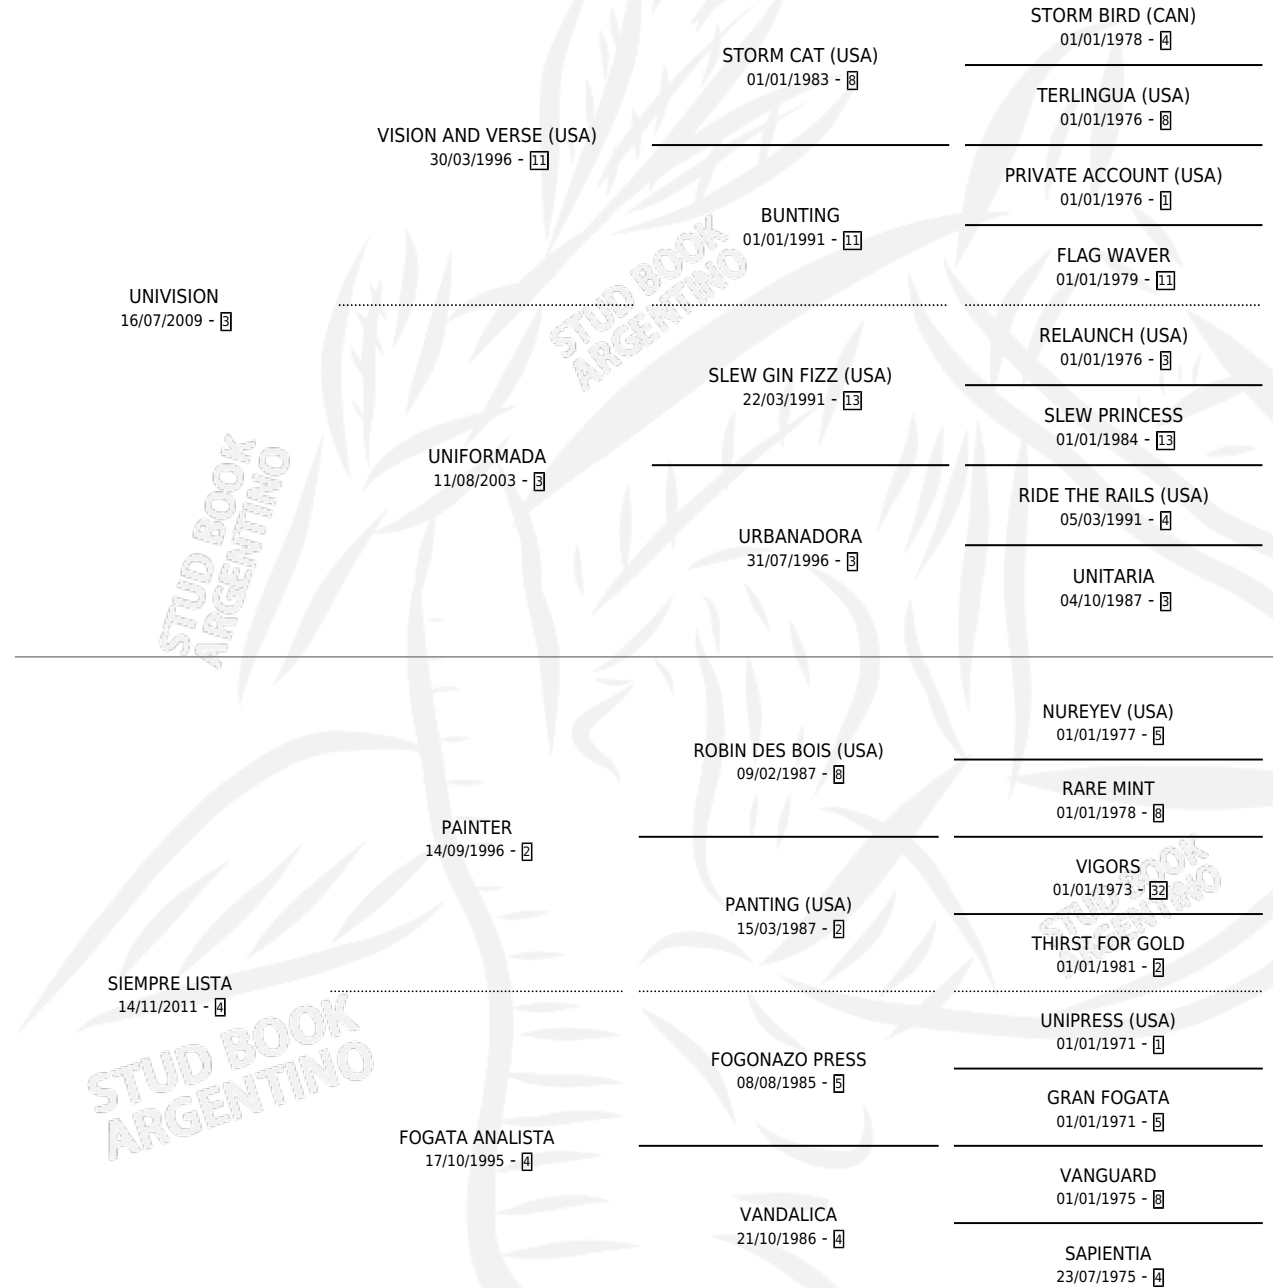 STORM BIRD (CAN)
01/01/1978 - 4
STORM CAT (USA)
01/01/1983 - 8
TERLINGUA (USA)
01/01/1976 - 8
VISION AND VERSE (USA)
30/03/1996 - 11
PRIVATE ACCOUNT (USA)
01/01/1976 - 1
BUNTING
01/01/1991 - 11
FLAG WAVER
01/01/1979 - 11
UNIVISION
16/07/2009 - 3
RELAUNCH (USA)
01/01/1976 - 3
SLEW GIN FIZZ (USA)
22/03/1991 - 13
SLEW PRINCESS
01/01/1984 - 13
UNIFORMADA
11/08/2003 - 3
RIDE THE RAILS (USA)
05/03/1991 - 4
URBANADORA
31/07/1996 - 3
UNITARIA
04/10/1987 - 3
STUD BOOK
ARGENTINO
STUD BOOK
ARGENTINO
NUREYEV (USA)
01/01/1977 - 5
ROBIN DES BOIS (USA)
09/02/1987 - 8
RARE MINT
01/01/1978 - 8
PAINTER
14/09/1996 - 2
VIGORS
01/01/1973 - 32
PANTING (USA)
15/03/1987 - 2
THIRST FOR GOLD
01/01/1981 - 2
SIEMPRE LISTA
14/11/2011 - 4
UNIPRESS (USA)
01/01/1971 - 1
FOGONAZO PRESS
08/08/1985 - 5
GRAN FOGATA
01/01/1971 - 5
FOGATA ANALISTA
17/10/1995 - 4
VANGUARD
01/01/1975 - 8
VANDALICA
21/10/1986 - 4
SAPIENTIA
23/07/1975 - 4
STUD BOOK
ARGENTINO
STUD BOOK
ARGENTINO